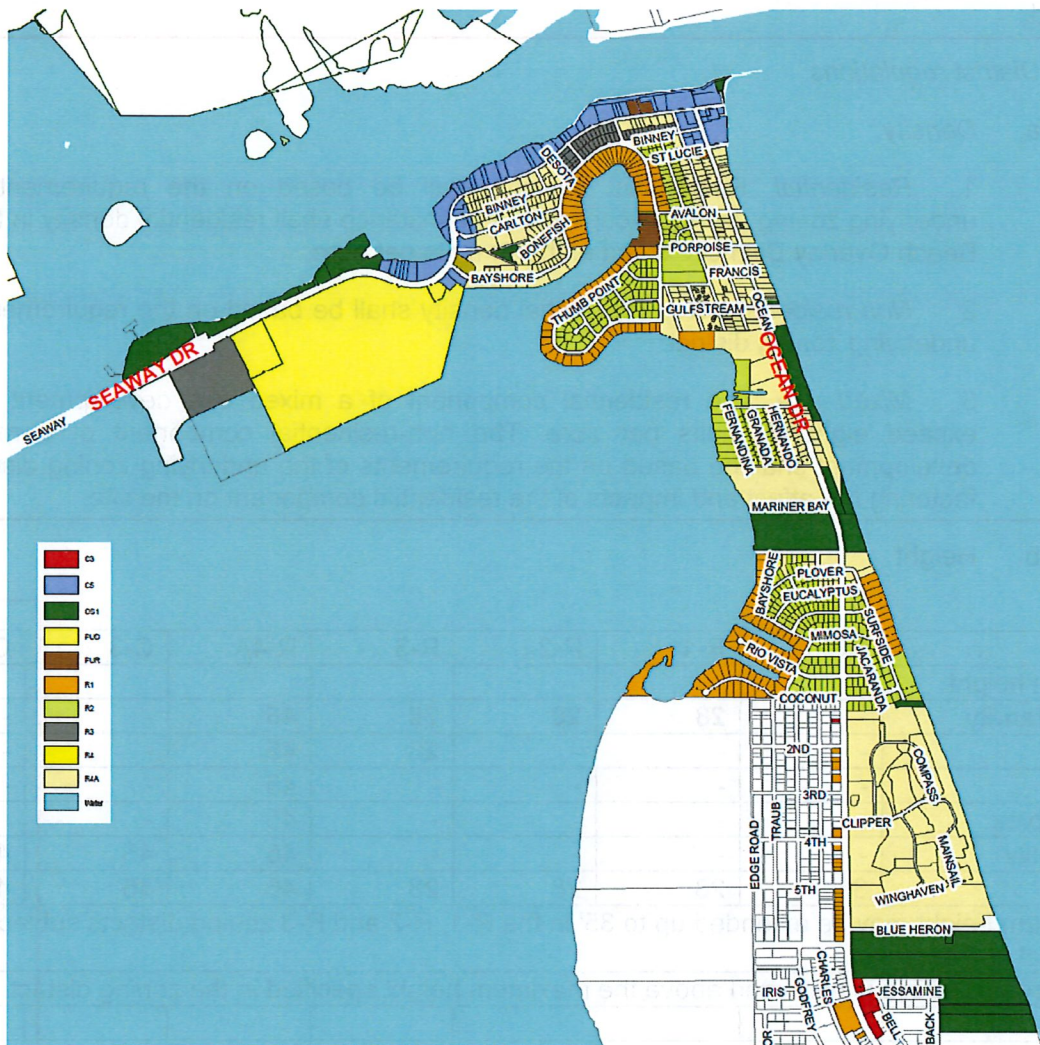 BINNEY
ST LUCIE
DESOTA
BINNEY
CARLTON
BONEFISH
AVALON
PORPOISE
BAYSHORE
FRANCIS
THUMB POINT
GULFSTREAM
OCEAN
OCEAN DR
SEAWAY DR
SEAWAY
HERNANDO
GRANADA
FERNANDINA
MARINER BAY
C3
C5
OS1
PUD
PUR
R1
R2
R3
R4
R4A
Water
BAYSHORE
PLOVER
EUCALYPTUS
SURFSIDE
MIMOSA
RIO VISTA
JACARANDA
COCONUT
2ND
COMPASS
3RD
EDGE ROAD
TRAUB
CLIPPER
4TH
MAINSAIL
5TH
WINGHAVEN
BLUE HERON
CHARLES
GODFREY
IRIS
JESSAMINE
BELL
BACK